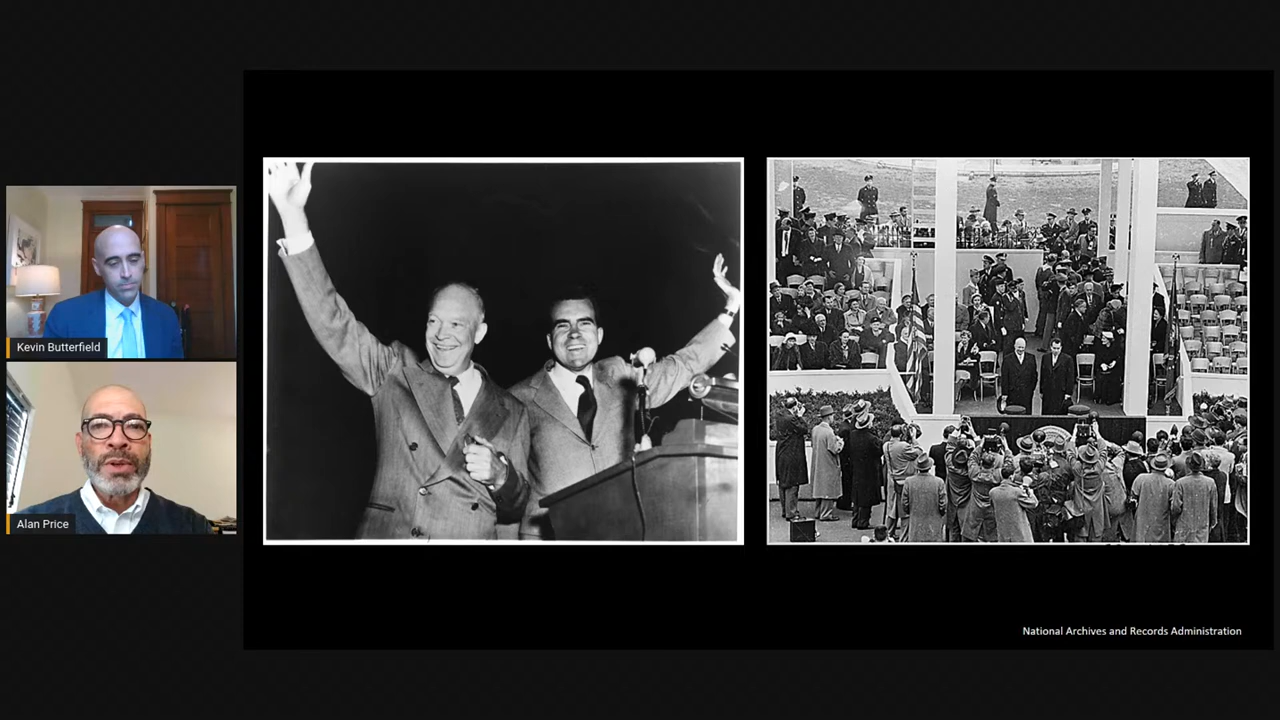 Kevin Butterfield
Alan Price
National Archives and Records Administration